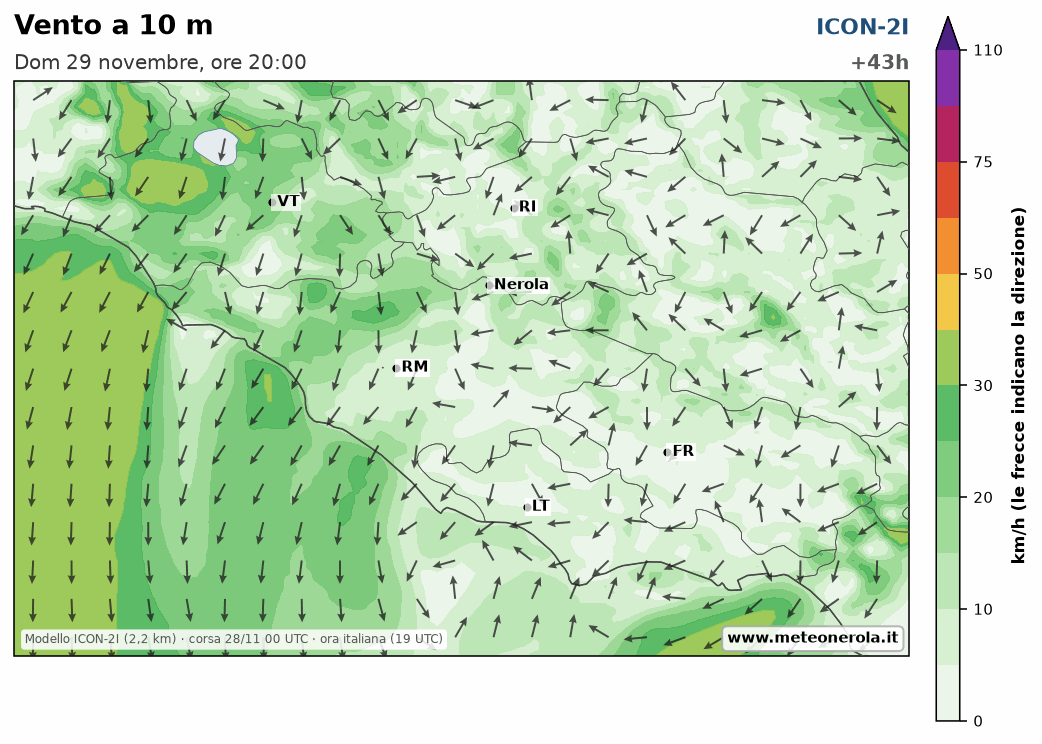 Vento a 10 m
ICON-2I
Dom 29 novembre, ore 20:00
+43h
110
75
50
30
20
10
0
km/h (le frecce indicano la direzione)
VT
RI
Nerola
RM
FR
LT
Modello ICON-2I (2,2 km) · corsa 28/11 00 UTC · ora italiana (19 UTC)
www.meteonerola.it